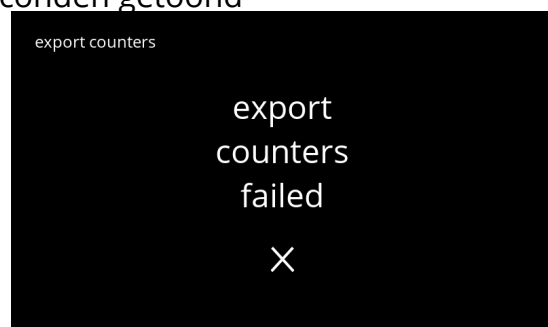 conden getoond
export counters
export
counters
failed